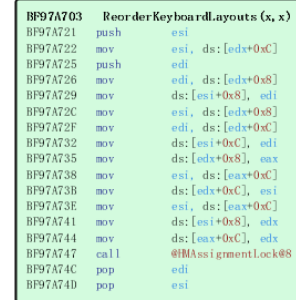 BF97A703 ReorderKeyboardLayouts(x,x)
BF97A721 push esi
BF97A722 mov esi, ds:[edx+0xC]
BF97A725 push edi
BF97A726 mov edi, ds:[edx+0x8]
BF97A729 mov ds:[esi+0x8], edi
BF97A72C mov esi, ds:[edx+0x8]
BF97A72F mov edi, ds:[edx+0xC]
BF97A732 mov ds:[esi+0xC], edi
BF97A735 mov ds:[edx+0x8], eax
BF97A738 mov esi, ds:[eax+0xC]
BF97A73B mov ds:[edx+0xC], esi
BF97A73E mov esi, ds:[eax+0xC]
BF97A741 mov ds:[esi+0x8], edx
BF97A744 mov ds:[eax+0xC], edx
BF97A747 call @HMAssignmentLock@8
BF97A74C pop edi
BF97A74D pop esi